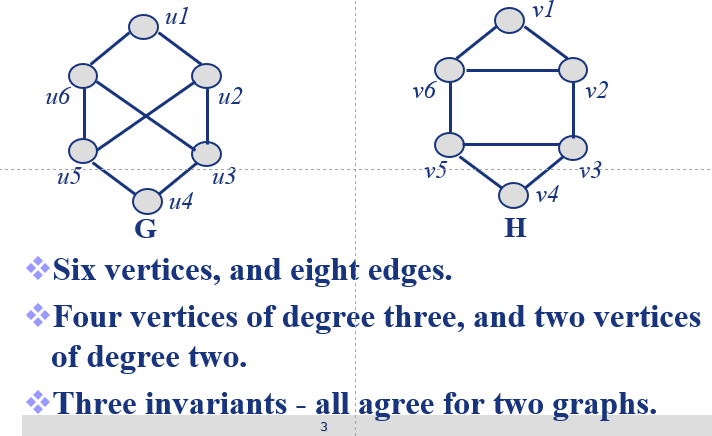 u1
v1
u6
u2
v6
v2
u5
u3
v5
v3
u4
v4
G
H
❖Six vertices, and eight edges.
❖Four vertices of degree three, and two vertices
of degree two.
❖Three invariants - all agree for two graphs.
3